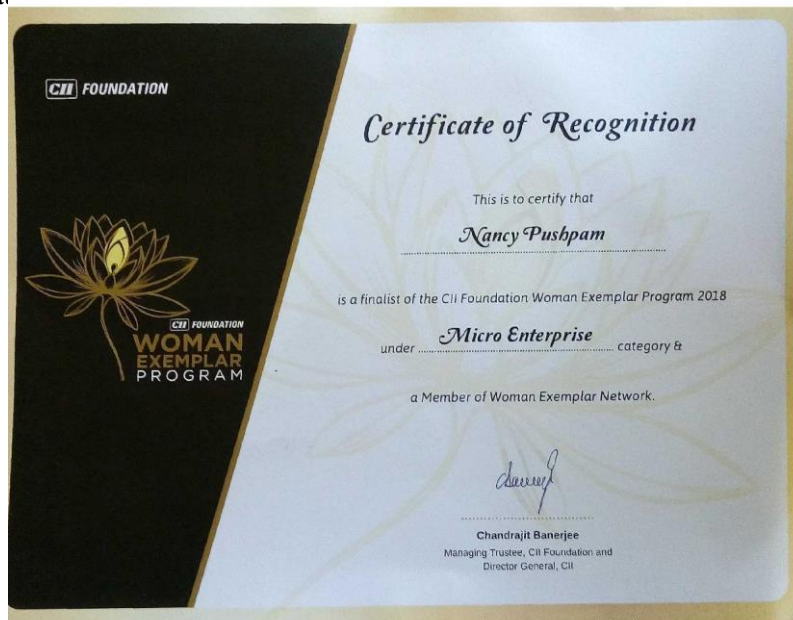 CII FOUNDATION
CII FOUNDATION
WOMAN
EXEMPLAR
PROGRAM
Certificate of Recognition
This is to certify that
Nancy Pushpam
is a finalist of the CII Foundation Woman Exemplar Program 2018
under Micro Enterprise category &
a Member of Woman Exemplar Network.
Chandrajit Banerjee
Managing Trustee, CII Foundation and
Director General, CII